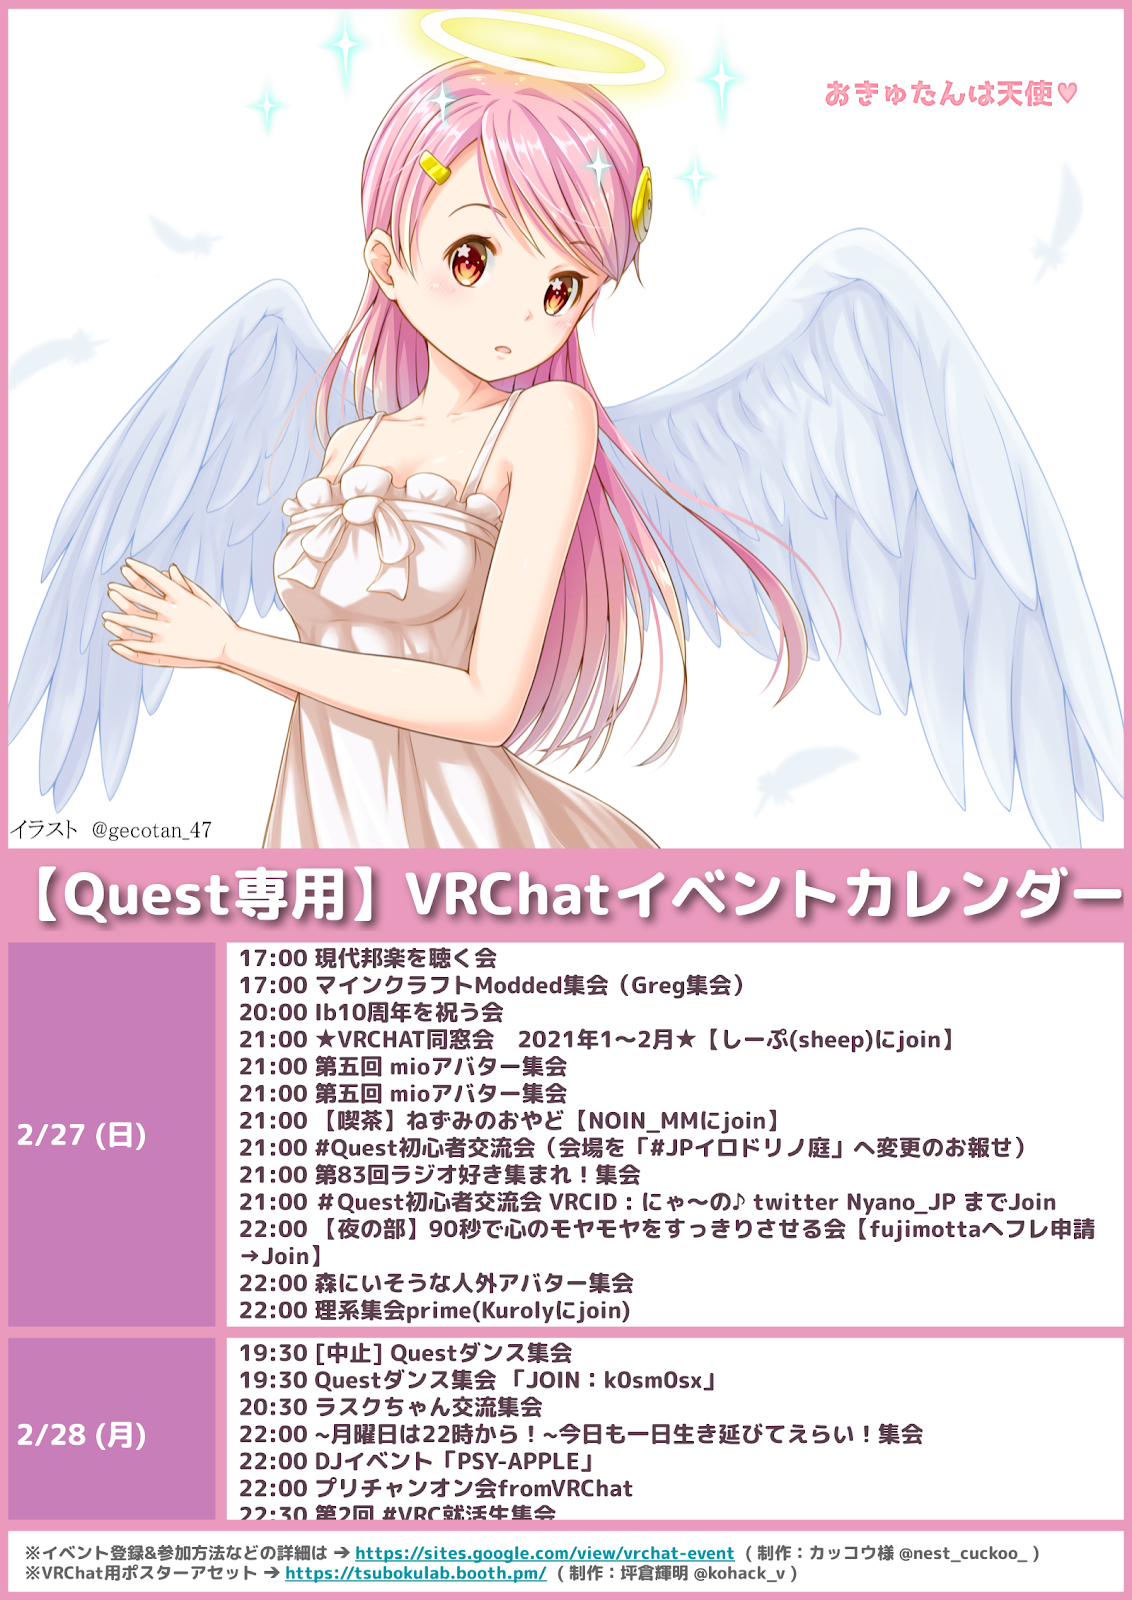 おきゅたんは天使♥
イラスト @gecotan_47
【Quest専用】VRChatイベントカレンダー
2/27 (日)
17:00 現代邦楽を聴く会
17:00 マインクラフトModded集会（Greg集会）
20:00 Ib10周年を祝う会
21:00 ★VRCHAT同窓会　2021年1～2月★【しーぷ(sheep)にjoin】
21:00 第五回 mioアバター集会
21:00 第五回 mioアバター集会
21:00 【喫茶】ねずみのおやど【NOIN_MMにjoin】
21:00 #Quest初心者交流会（会場を「#JPイロドリノ庭」へ変更のお報せ）
21:00 第83回ラジオ好き集まれ！集会
21:00 ＃Quest初心者交流会 VRCID：にゃ～の♪ twitter Nyano_JP までJoin
22:00 【夜の部】90秒で心のモヤモヤをすっきりさせる会【fujimottaへフレ申請
→Join】
22:00 森にいそうな人外アバター集会
22:00 理系集会prime(Kurolyにjoin)
2/28 (月)
19:30 [中止] Questダンス集会
19:30 Questダンス集会 「JOIN：k0sm0sx」
20:30 ラスクちゃん交流集会
22:00 ~月曜日は22時から！~今日も一日生き延びてえらい！集会
22:00 DJイベント「PSY-APPLE」
22:00 プリチャンオン会fromVRChat
22:30 第2回 #VRC就活生集会
※イベント登録&参加方法などの詳細は → https://sites.google.com/view/vrchat-event ( 制作：カッコウ様 @nest_cuckoo_ )
※VRChat用ポスターアセット → https://tsubokulab.booth.pm/ ( 制作：坪倉輝明 @kohack_v )